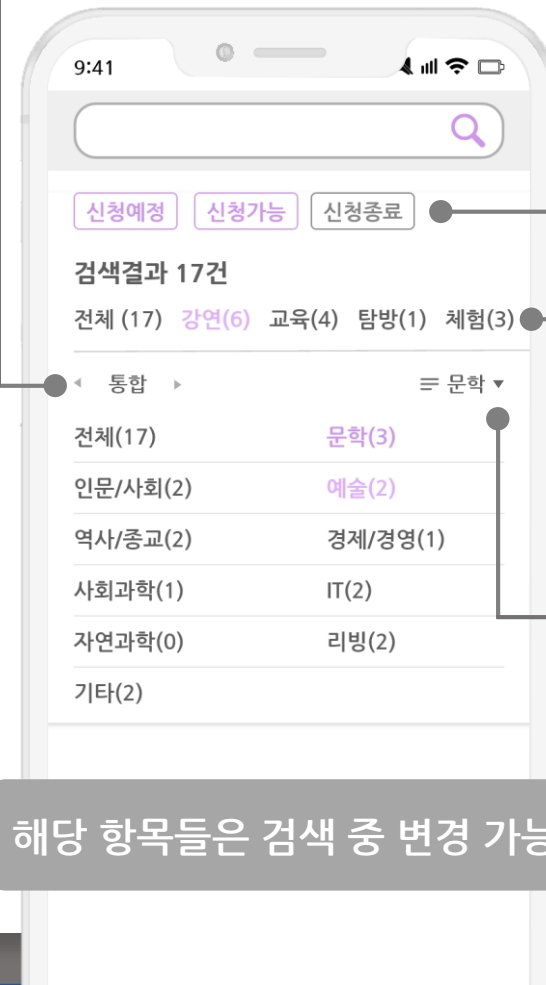 9:41
신청예정 신청가능 신청종료
검색결과 17건
전체 (17) 강연(6) 교육(4) 탐방(1) 체험(3)
통합 문학
전체(17) 문학(3)
인문/사회(2) 예술(2)
역사/종교(2) 경제/경영(1)
사회과학(1) IT(2)
자연과학(0) 리빙(2)
기타(2)
해당 항목들은 검색 중 변경 가능